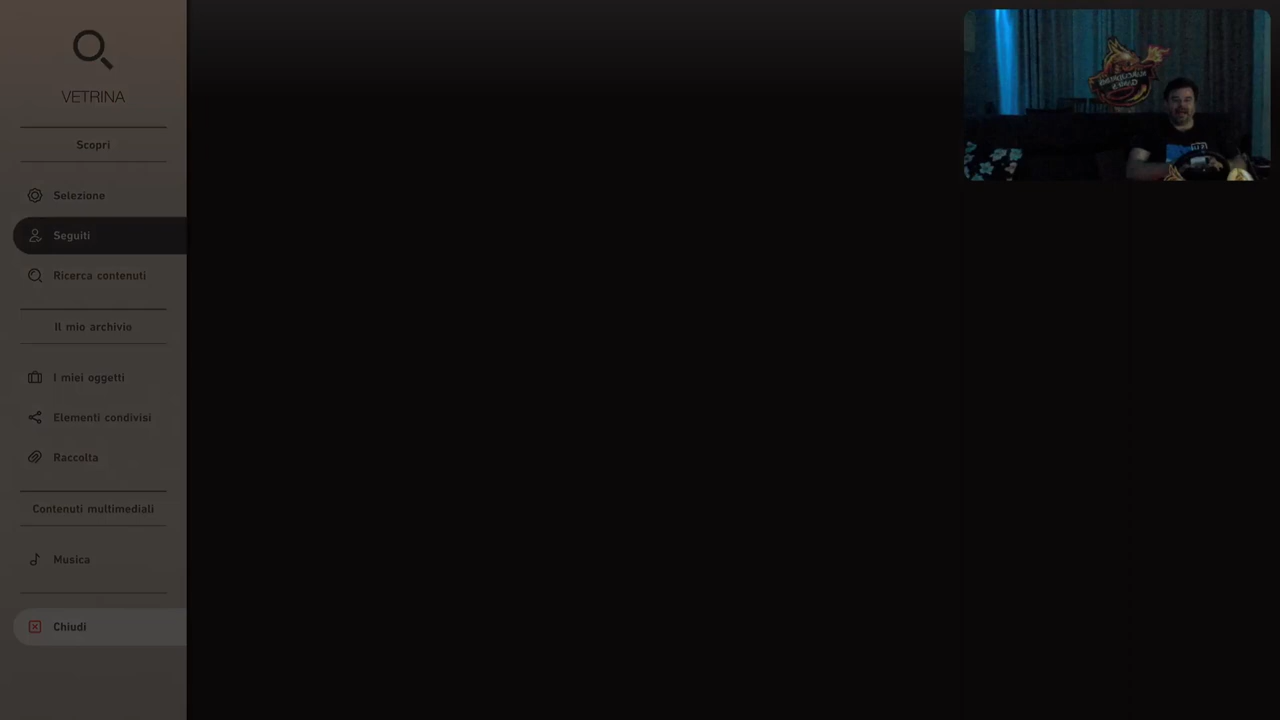 VETRINA
Scopri
Selezione
Seguiti
Ricerca contenuti
Il mio archivio
I miei oggetti
Elementi condivisi
Raccolta
Contenuti multimediali
Musica
Chiudi